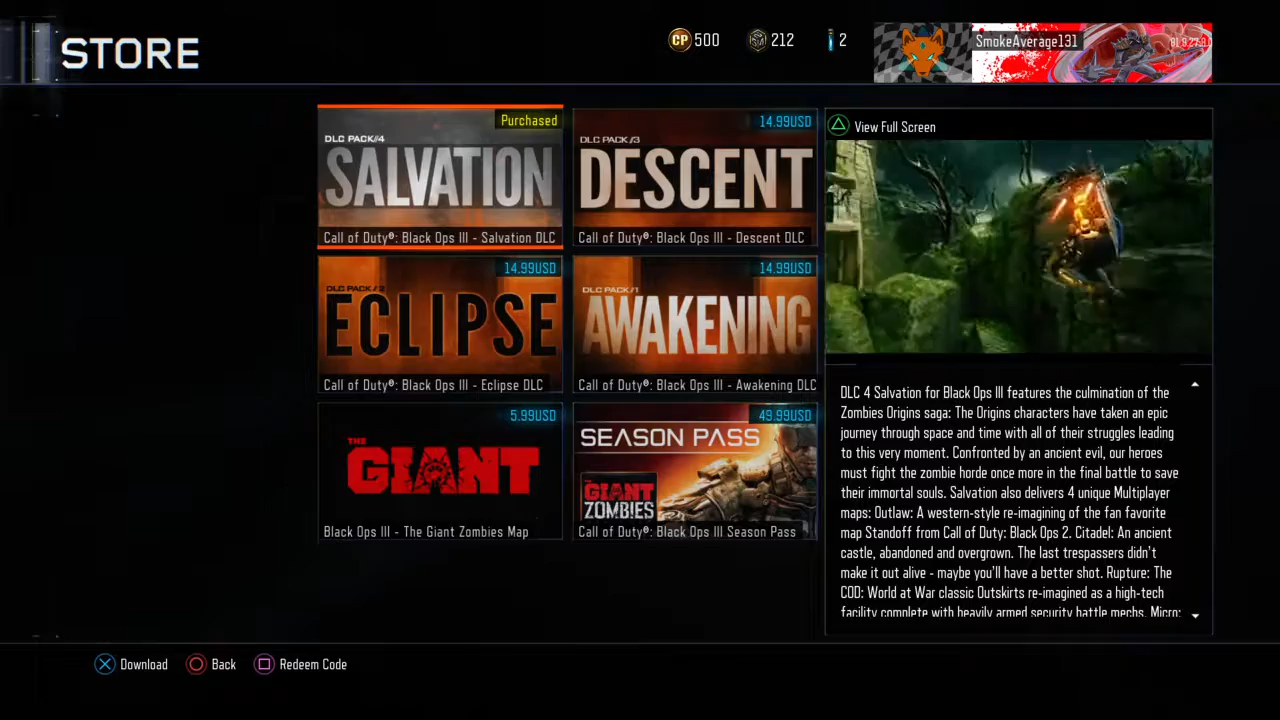 STORE
CP 500
212
2
SmokeAverage131
Purchased
DLC PACK/4
SALVATION
Call of Duty®: Black Ops III - Salvation DLC
14.99USD
DLC PACK/3
DESCENT
Call of Duty®: Black Ops III - Descent DLC
14.99USD
DLC PACK/2
ECLIPSE
Call of Duty®: Black Ops III - Eclipse DLC
14.99USD
DLC PACK/1
AWAKENING
Call of Duty®: Black Ops III - Awakening DLC
5.99USD
THE
GIANT
Black Ops III - The Giant Zombies Map
49.99USD
SEASON PASS
THE
GIANT
ZOMBIES
Call of Duty®: Black Ops III Season Pass
View Full Screen
DLC 4 Salvation for Black Ops III features the culmination of the
Zombies Origins saga: The Origins characters have taken an epic
journey through space and time with all of their struggles leading
to this very moment. Confronted by an ancient evil, our heroes
must fight the zombie horde once more in the final battle to save
their immortal souls. Salvation also delivers 4 unique Multiplayer
maps: Outlaw: A western-style re-imagining of the fan favorite
map Standoff from Call of Duty: Black Ops 2. Citadel: An ancient
castle, abandoned and overgrown. The last trespassers didn't
make it out alive - maybe you'll have a better shot. Rupture: The
COD: World at War classic Outskirts re-imagined as a high-tech
facility complete with heavily armed security battle mechs. Micro:
Download
Back
Redeem Code